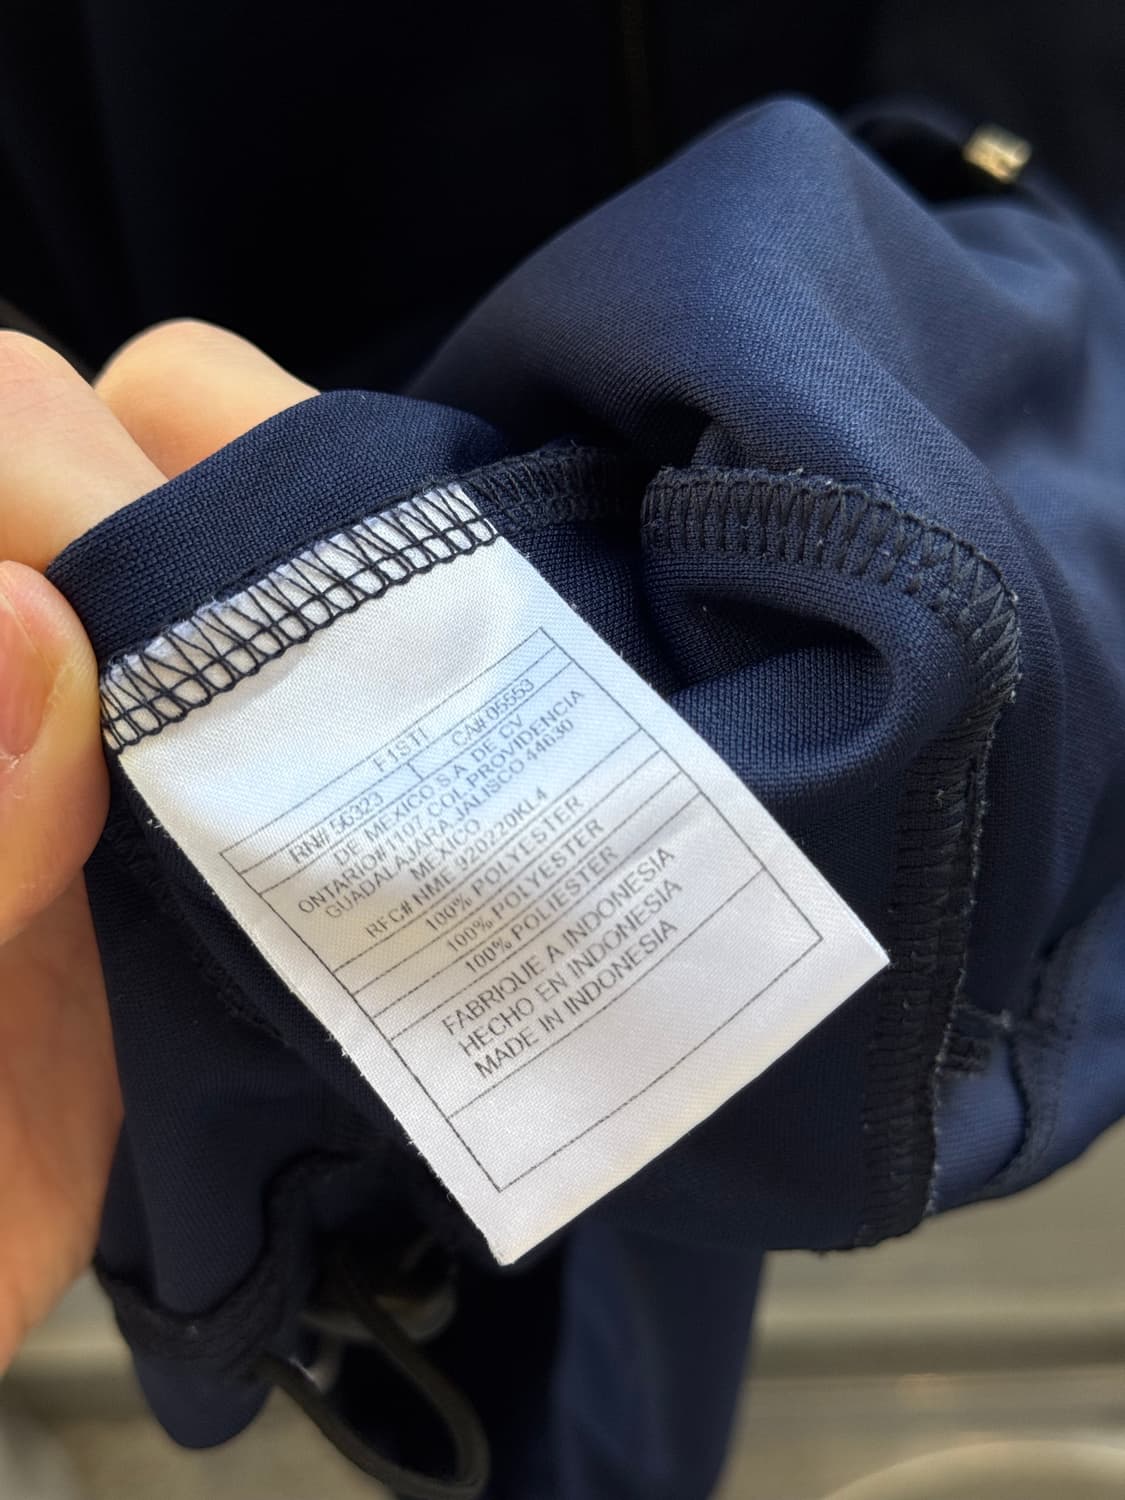 F1STI
RN# 56323 CA# 05553
DE MEXICO S.A. DE CV
ONTARIO#1107 COL.PROVIDENCIA
GUADALAJARA JALISCO 44630
MEXICO
RFC# NME 920220KL4
100% POLYESTER
100% POLYESTER
100% POLIESTER
FABRIQUE A INDONESIA
HECHO EN INDONESIA
MADE IN INDONESIA